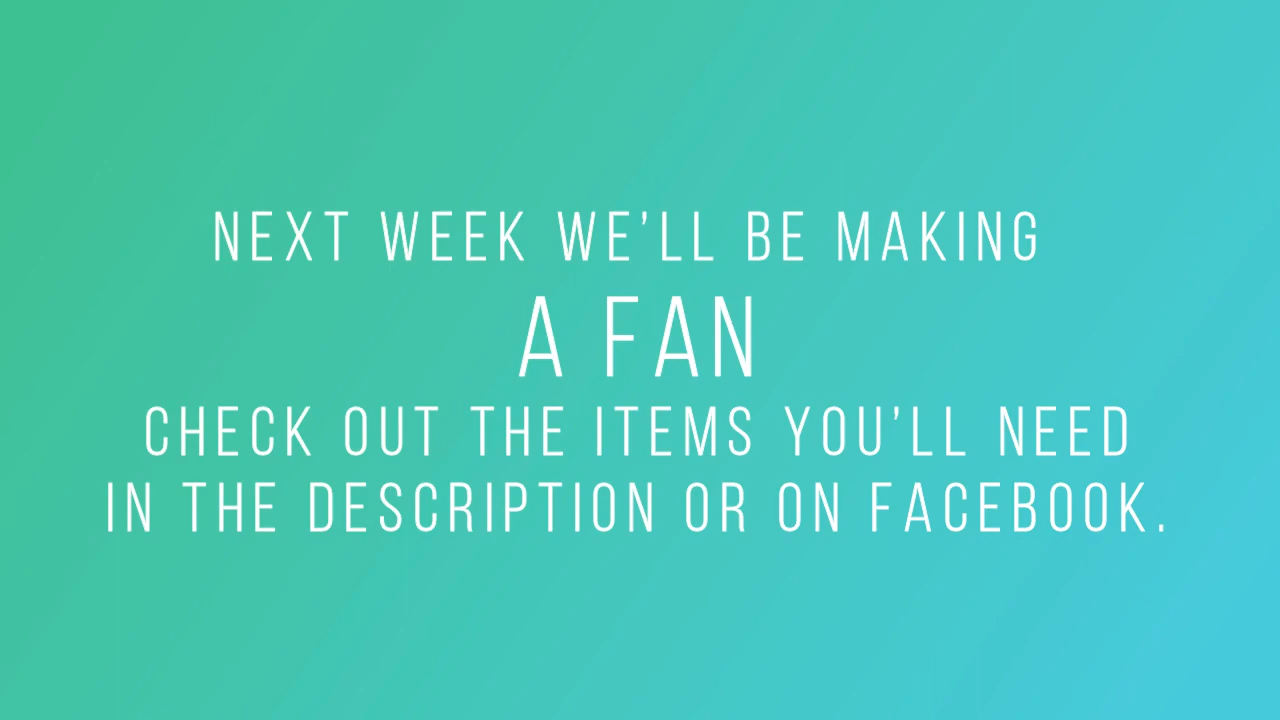 NEXT WEEK WE’LL BE MAKING
A FAN
CHECK OUT THE ITEMS YOU’LL NEED
IN THE DESCRIPTION OR ON FACEBOOK.